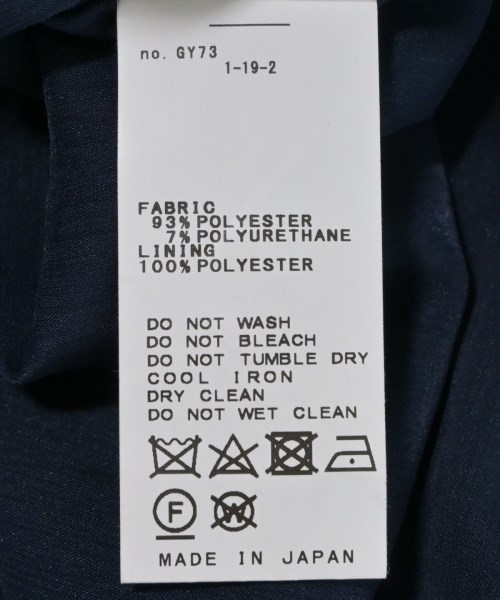 no. GY73
1-19-2
FABRIC
93% POLYESTER
7% POLYURETHANE
LINING
100% POLYESTER
DO NOT WASH
DO NOT BLEACH
DO NOT TUMBLE DRY
COOL IRON
DRY CLEAN
DO NOT WET CLEAN
F W
MADE IN JAPAN